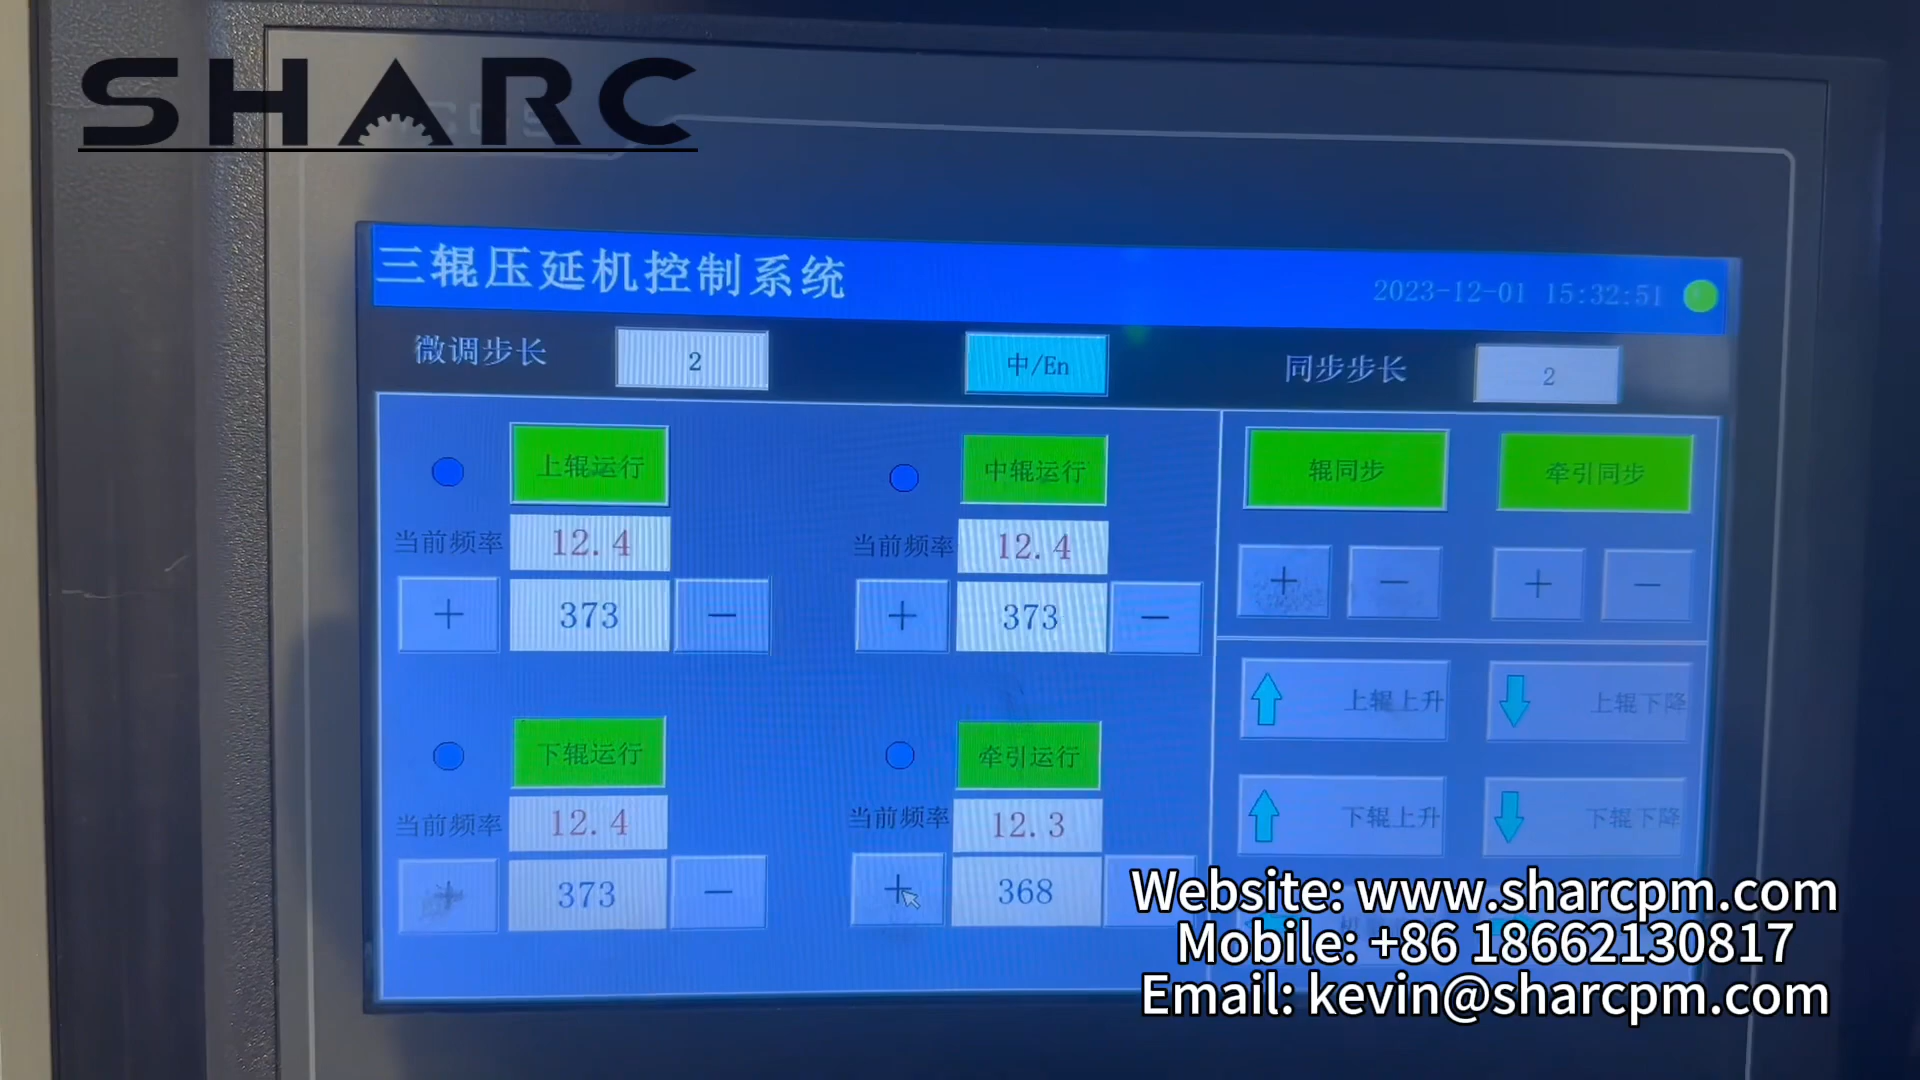 SHARC
三辊压延机控制系统
2023-12-01 15:32:51
微调步长 2 中/En 同步步长 2
上辊运行 中辊运行 辊同步 牵引同步
当前频率 12.4 当前频率 12.4
+ 373 − + 373 − + − + −
上辊上升 上辊下降
下辊运行 牵引运行
下辊上升 下辊下降
当前频率 12.4 当前频率 12.3
+ 373 − + 368
Website: www.sharcpm.com
Mobile: +86 18662130817
Email: kevin@sharcpm.com